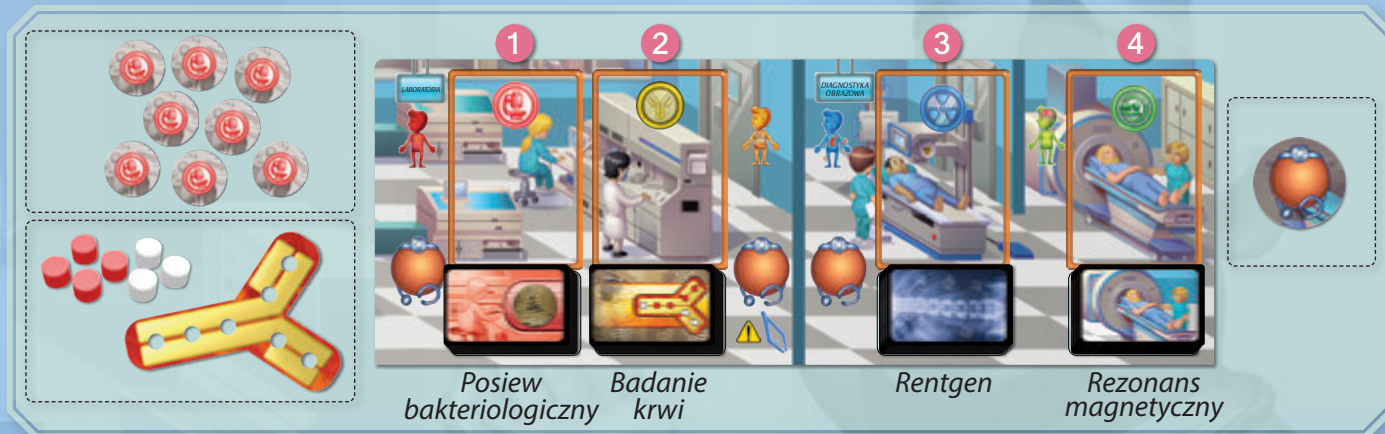 1
2
3
4
LABORATORIA
DIAGNOSTYKA
OBRAZOWA
Posiew
bakteriologiczny
Badanie
krwi
Rentgen
Rezonans
magnetyczny